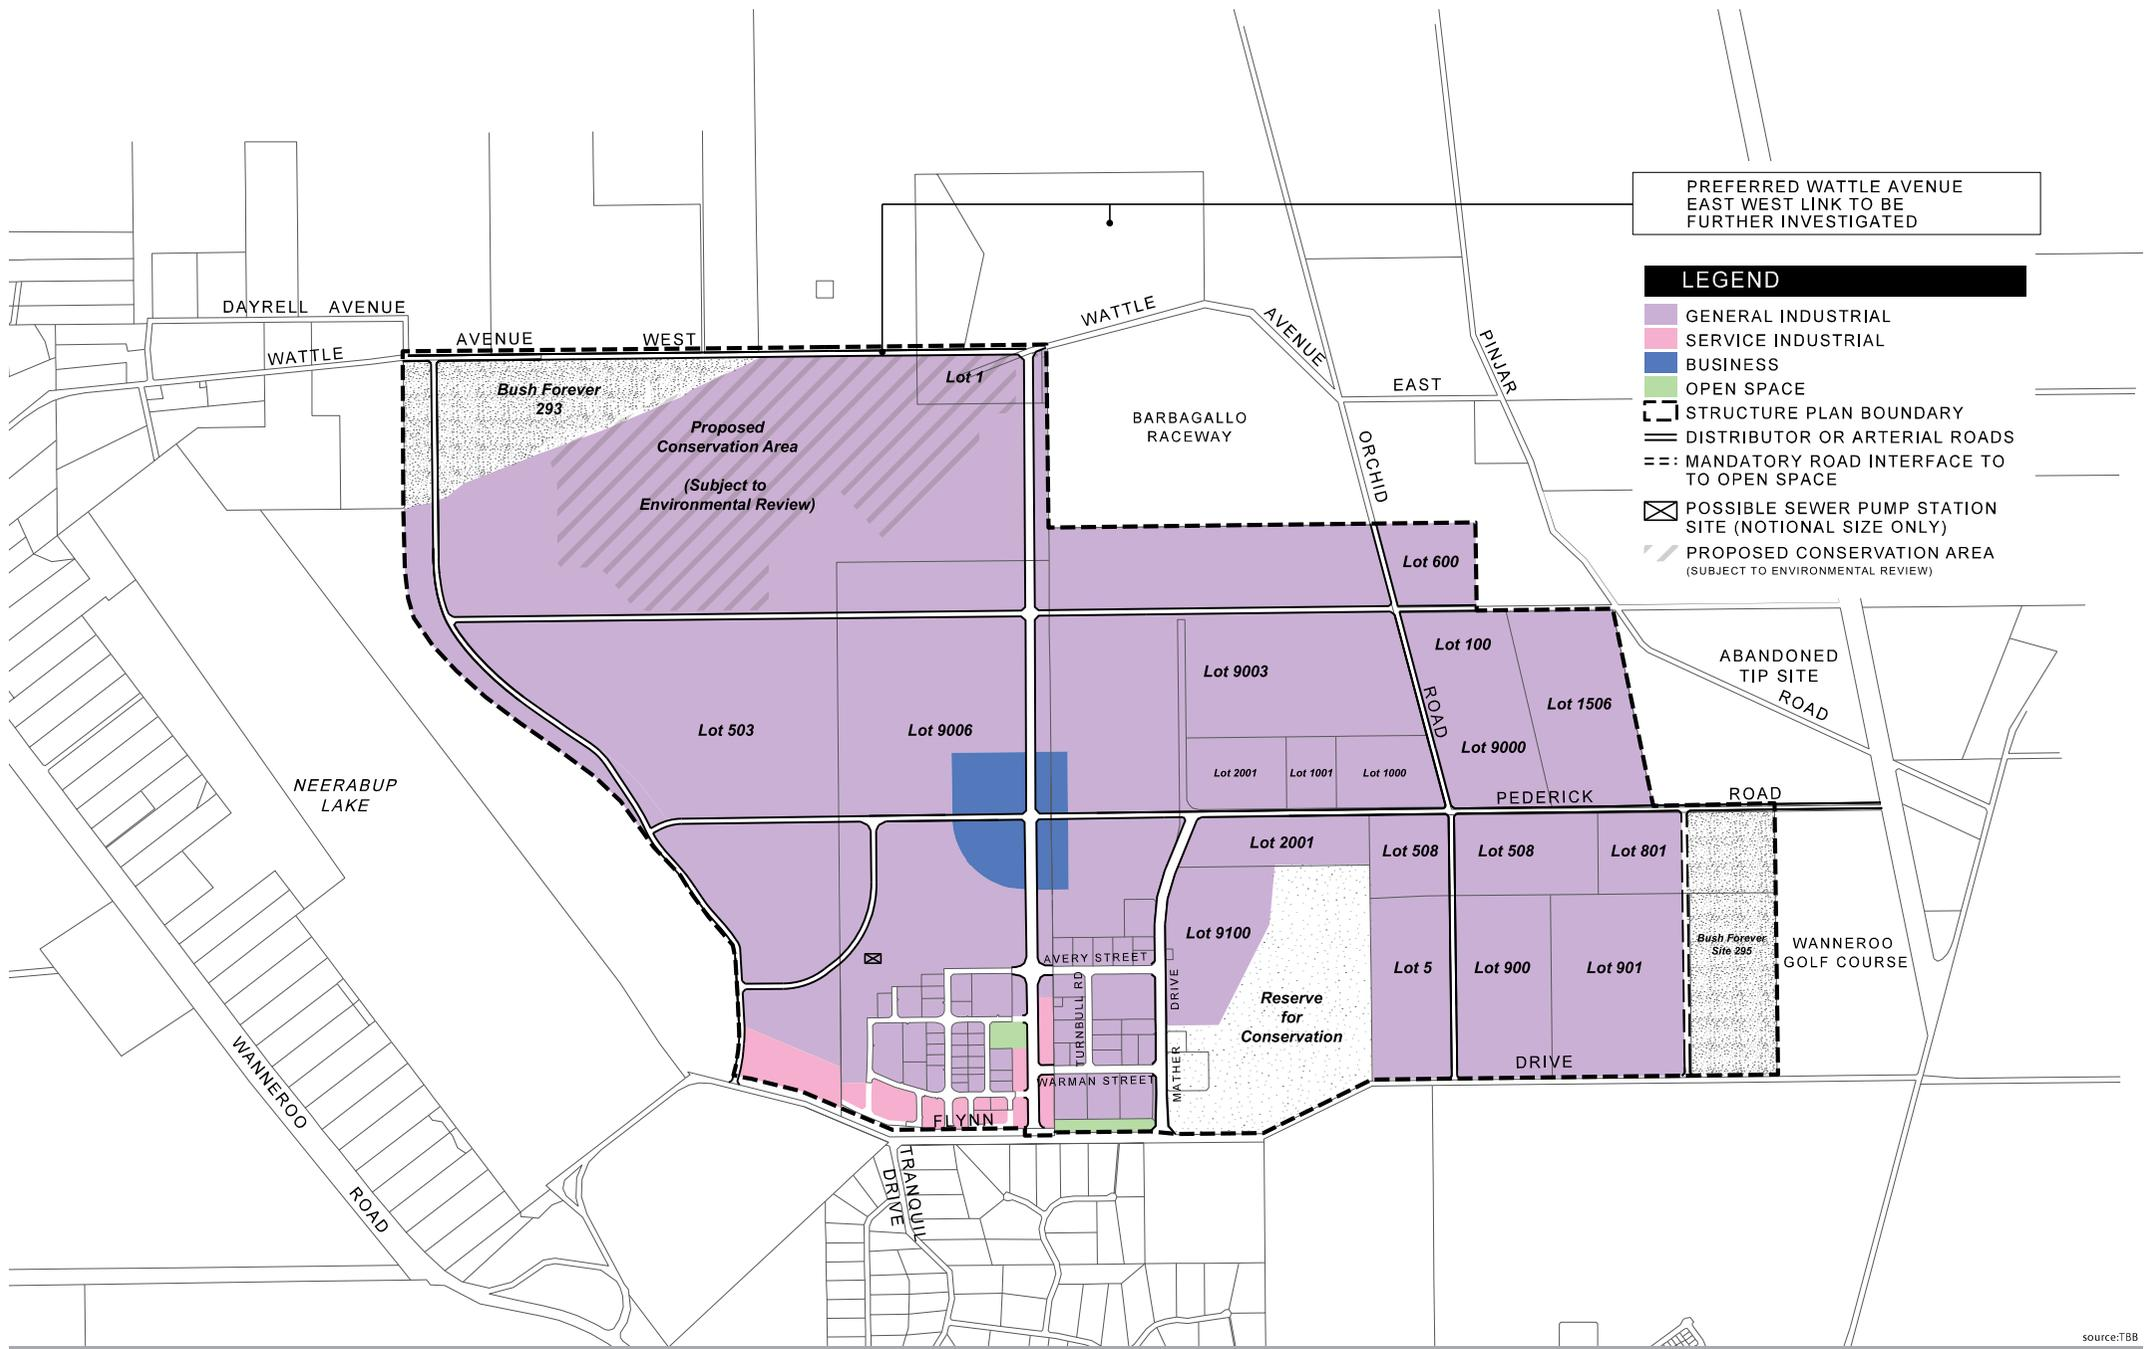 PREFERRED WATTLE AVENUE
EAST WEST LINK TO BE
FURTHER INVESTIGATED
LEGEND
GENERAL INDUSTRIAL
SERVICE INDUSTRIAL
BUSINESS
OPEN SPACE
STRUCTURE PLAN BOUNDARY
DISTRIBUTOR OR ARTERIAL ROADS
MANDATORY ROAD INTERFACE TO
TO OPEN SPACE
POSSIBLE SEWER PUMP STATION
SITE (NOTIONAL SIZE ONLY)
PROPOSED CONSERVATION AREA
(SUBJECT TO ENVIRONMENTAL REVIEW)
DAYRELL AVENUE
WATTLE
AVENUE
WEST
WATTLE
AVENUE
EAST
PINJAR
ORCHID
Bush Forever
293
Lot 1
Proposed
Conservation Area
(Subject to
Environmental Review)
BARBAGALLO
RACEWAY
Lot 600
Lot 100
Lot 9003
ABANDONED
TIP SITE
ROAD
ROAD
Lot 1506
Lot 503
Lot 9006
Lot 9000
Lot 2001
Lot 1001
Lot 1000
NEERABUP
LAKE
PEDERICK
ROAD
Lot 2001
Lot 508
Lot 508
Lot 801
Lot 9100
Bush Forever
Site 295
WANNEROO
GOLF COURSE
AVERY STREET
TURNBULL RD
DRIVE
MATHER
Lot 5
Lot 900
Lot 901
Reserve
for
Conservation
DRIVE
WARMAN STREET
FLYNN
WANNEROO
ROAD
TRANQUIL
DRIVE
source:TBB